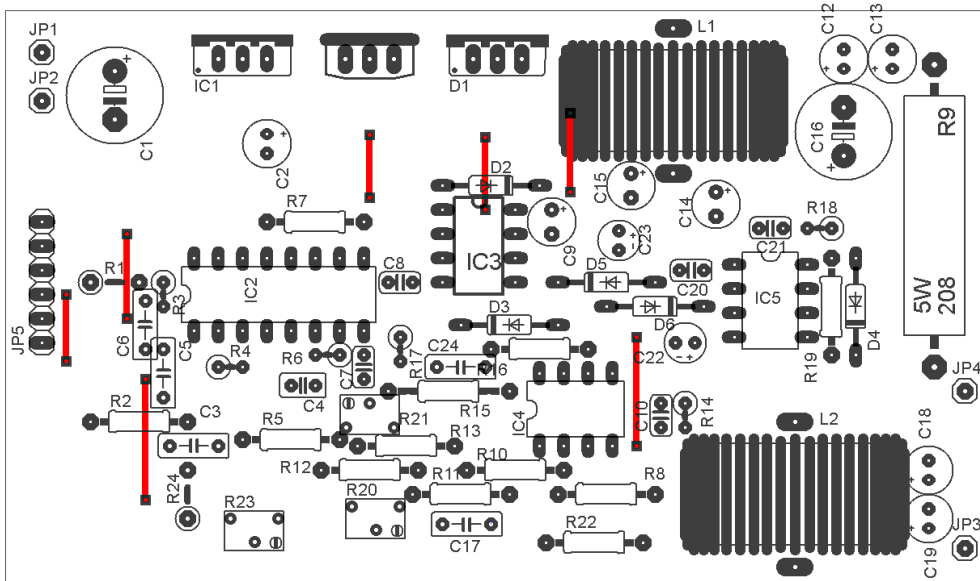 JP1
C12
C13
L1
IC1
D1
JP2
R9
C1
C16
C2
D2
C15
C14
R7
C9
C23
C21
R18
IC3
R1
C8
D5
C20
IC2
R3
IC5
5W
208
JP5
D3
D6
C6
C5
R4
R6
C7
R17
C24
R16
C22
R19
D4
JP4
R2
C3
C4
R21
R15
IC4
C10
R14
R5
R13
L2
C18
R12
R11
R10
R8
R24
R23
R20
C17
R22
JP3
C19